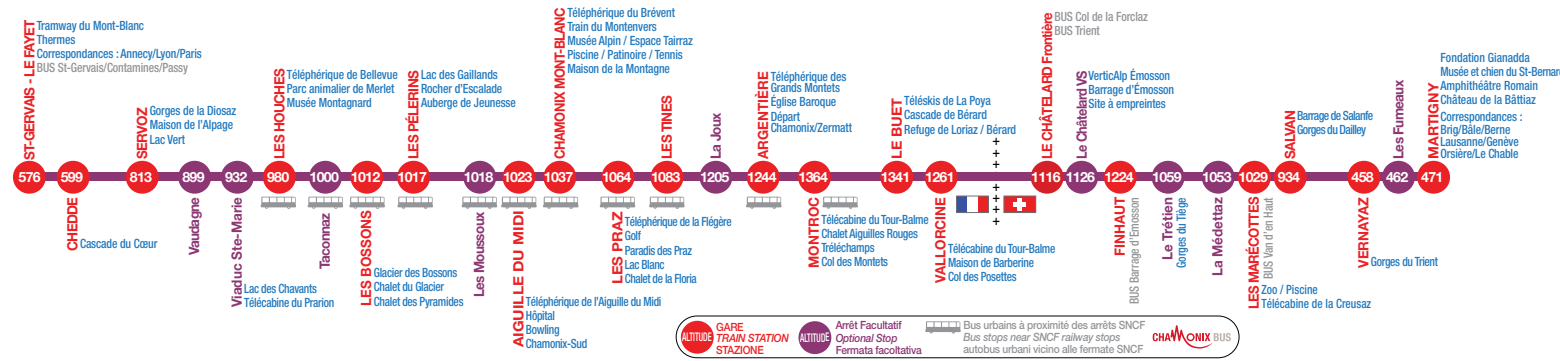 ST-GERVAIS - LE FAYET
Tramway du Mont-Blanc
Thermes
Correspondances : Annecy/Lyon/Paris
BUS St-Gervais/Contamines/Passy
576
599
CHEDDE
Cascade du Cœur
SERVOZ
Gorges de la Diosaz
Maison de l'Alpage
Lac Vert
813
899
Vaudagne
932
Viaduc Ste-Marie
Lac des Chavants
Télécabine du Prarion
LES HOUCHES
Téléphérique de Bellevue
Parc animalier de Merlet
Musée Montagnard
980
1000
Taconnaz
1012
LES BOSSONS
Glacier des Bossons
Chalet du Glacier
Chalet des Pyramides
LES PÉLERINS
Lac des Gaillands
Rocher d'Escalade
Auberge de Jeunesse
1017
1018
Les Moussoux
1023
AIGUILLE DU MIDI
Téléphérique de l'Aiguille du Midi
Hôpital
Bowling
Chamonix-Sud
CHAMONIX MONT-BLANC
Téléphérique du Brévent
Train du Montenvers
Musée Alpin / Espace Tairraz
Piscine / Patinoire / Tennis
Maison de la Montagne
1037
1064
LES PRAZ
Téléphérique de la Flégère
Golf
Paradis des Praz
Lac Blanc
Chalet de la Floria
LES TINES
1083
La Joux
1205
ARGENTIÈRE
Téléphérique des
Grands Montets
Église Baroque
Départ
Chamonix/Zermatt
1244
1364
MONTROC
Télécabine du Tour-Balme
Chalet Aiguilles Rouges
Tréléchamps
Col des Montets
LE BUET
Téléskis de La Poya
Cascade de Bérard
Refuge de Loriaz / Bérard
1341
1261
VALLORCINE
Télécabine du Tour-Balme
Maison de Barberine
Col des Posettes
LE CHÂTELARD Frontière
BUS Col de la Forclaz
BUS Trient
1116
Le Châtelard VS
VerticAlp Émosson
Barrage d'Émosson
Site à empreintes
1126
1224
FINHAUT
BUS Barrage d'Emosson
1059
Le Trétien
Gorges du Tiège
1053
La Médettaz
1029
LES MARÉCOTTES
BUS Van d'en Haut
Zoo / Piscine
Télécabine de la Creusaz
SALVAN
Barrage de Salanfe
Gorges du Dailley
934
458
VERNAYAZ
Gorges du Trient
Les Fumeaux
462
MARTIGNY
Fondation Gianadda
Musée et chien du St-Bernard
Amphithéâtre Romain
Château de la Bâttiaz
Correspondances :
Brig/Bâle/Berne
Lausanne/Genève
Orsière/Le Chable
471
ALTITUDE
GARE
TRAIN STATION
STAZIONE
ALTITUDE
Arrêt Facultatif
Optional Stop
Fermata facoltativa
Bus urbains à proximité des arrêts SNCF
Bus stops near SNCF railway stops
autobus urbani vicino alle fermate SNCF
CHAMONIX BUS